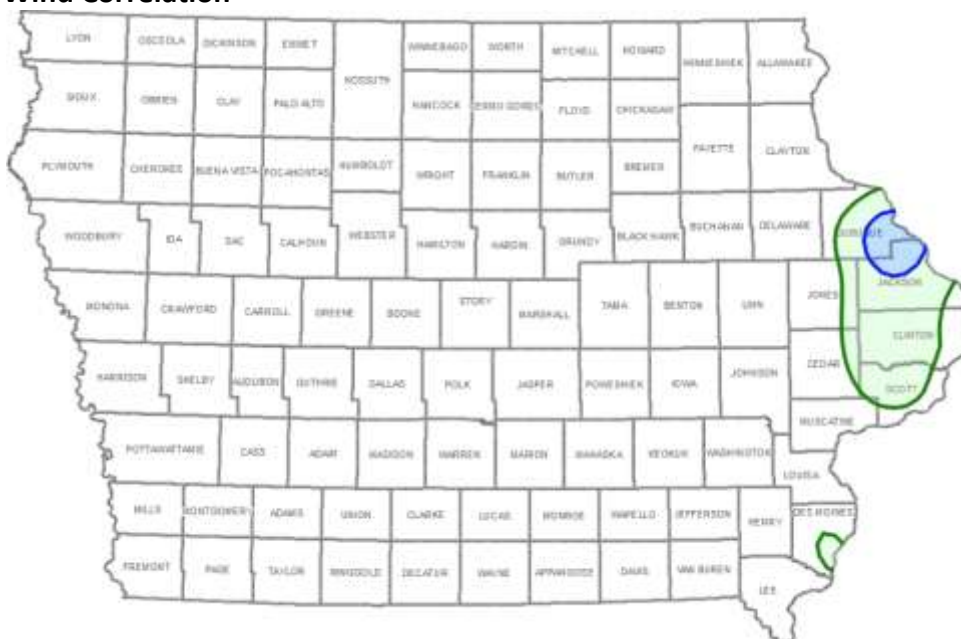 Wind Correlation
LYON OSCEOLA DICKINSON EMMET WINNEBAGO WORTH MITCHELL HOWARD WINNESHIEK ALLAMAKEE
KOSSUTH
SIOUX OBRIEN CLAY PALO ALTO HANCOCK CERRO GORDO FLOYD CHICKASAW
PLYMOUTH CHEROKEE BUENA VISTA POCAHONTAS HUMBOLDT WRIGHT FRANKLIN BUTLER BREMER FAYETTE CLAYTON
WOODBURY IDA SAC CALHOUN WEBSTER HAMILTON HARDIN GRUNDY BLACK HAWK BUCHANAN DELAWARE DUBUQUE
MONONA CRAWFORD CARROLL GREENE BOONE STORY MARSHALL TAMA BENTON LINN JONES JACKSON
CLINTON
HARRISON SHELBY AUDUBON GUTHRIE DALLAS POLK JASPER POWESHIEK IOWA JOHNSON CEDAR SCOTT
MUSCATINE
POTTAWATTAMIE CASS ADAIR MADISON WARREN MARION MAHASKA KEOKUK WASHINGTON LOUISA
MILLS MONTGOMERY ADAMS UNION CLARKE LUCAS MONROE WAPELLO JEFFERSON HENRY DES MOINES
FREMONT PAGE TAYLOR RINGGOLD DECATUR WAYNE APPANOOSE DAVIS VAN BUREN LEE